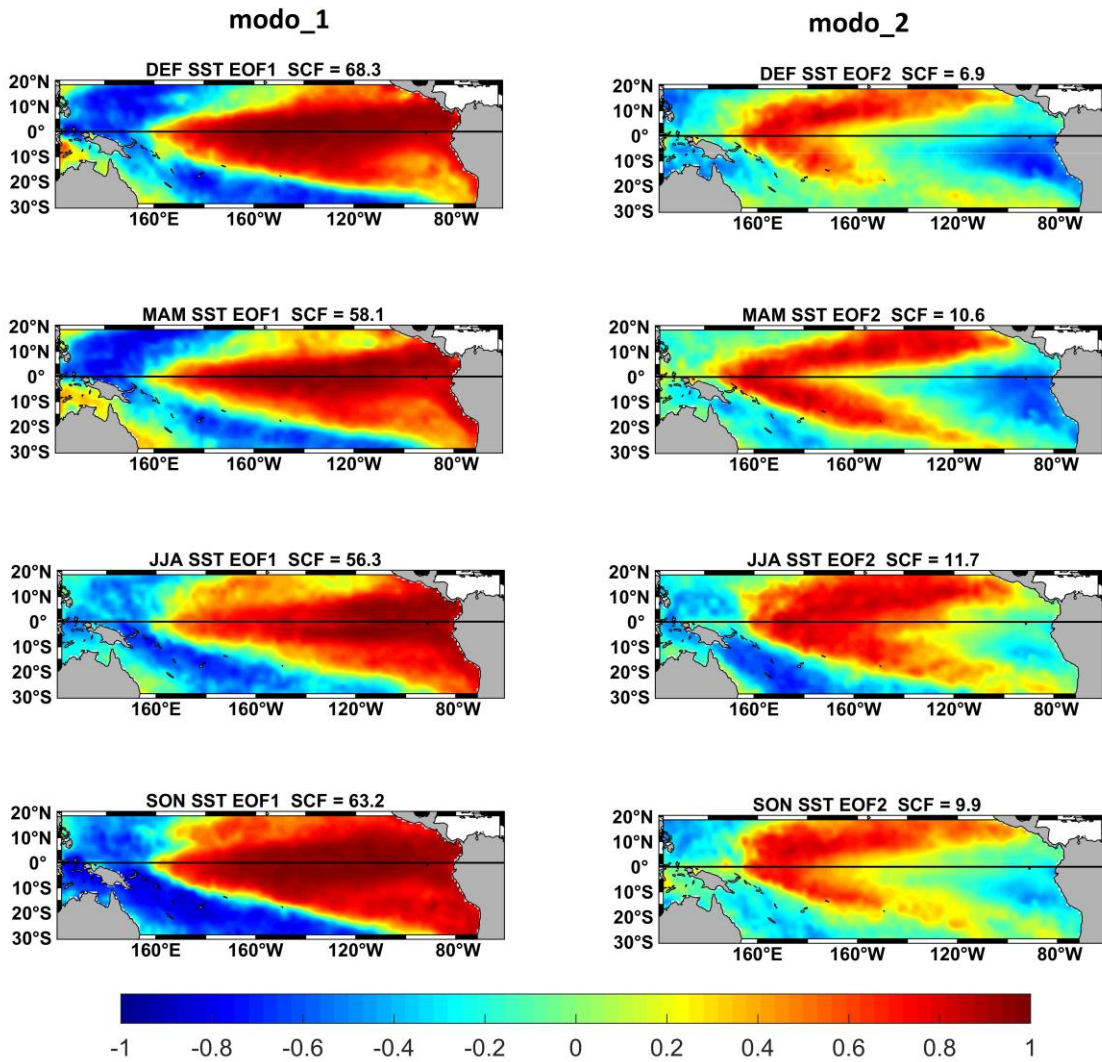 modo_1
modo_2
DEF SST EOF1 SCF = 68.3
20°N
10°N
0°
10°S
20°S
30°S
160°E 160°W 120°W 80°W
DEF SST EOF2 SCF = 6.9
20°N
10°N
0°
10°S
20°S
30°S
160°E 160°W 120°W 80°W
MAM SST EOF1 SCF = 58.1
20°N
10°N
0°
10°S
20°S
30°S
160°E 160°W 120°W 80°W
MAM SST EOF2 SCF = 10.6
20°N
10°N
0°
10°S
20°S
30°S
160°E 160°W 120°W 80°W
JJA SST EOF1 SCF = 56.3
20°N
10°N
0°
10°S
20°S
30°S
160°E 160°W 120°W 80°W
JJA SST EOF2 SCF = 11.7
20°N
10°N
0°
10°S
20°S
30°S
160°E 160°W 120°W 80°W
SON SST EOF1 SCF = 63.2
20°N
10°N
0°
10°S
20°S
30°S
160°E 160°W 120°W 80°W
SON SST EOF2 SCF = 9.9
20°N
10°N
0°
10°S
20°S
30°S
160°E 160°W 120°W 80°W
-1 -0.8 -0.6 -0.4 -0.2 0 0.2 0.4 0.6 0.8 1